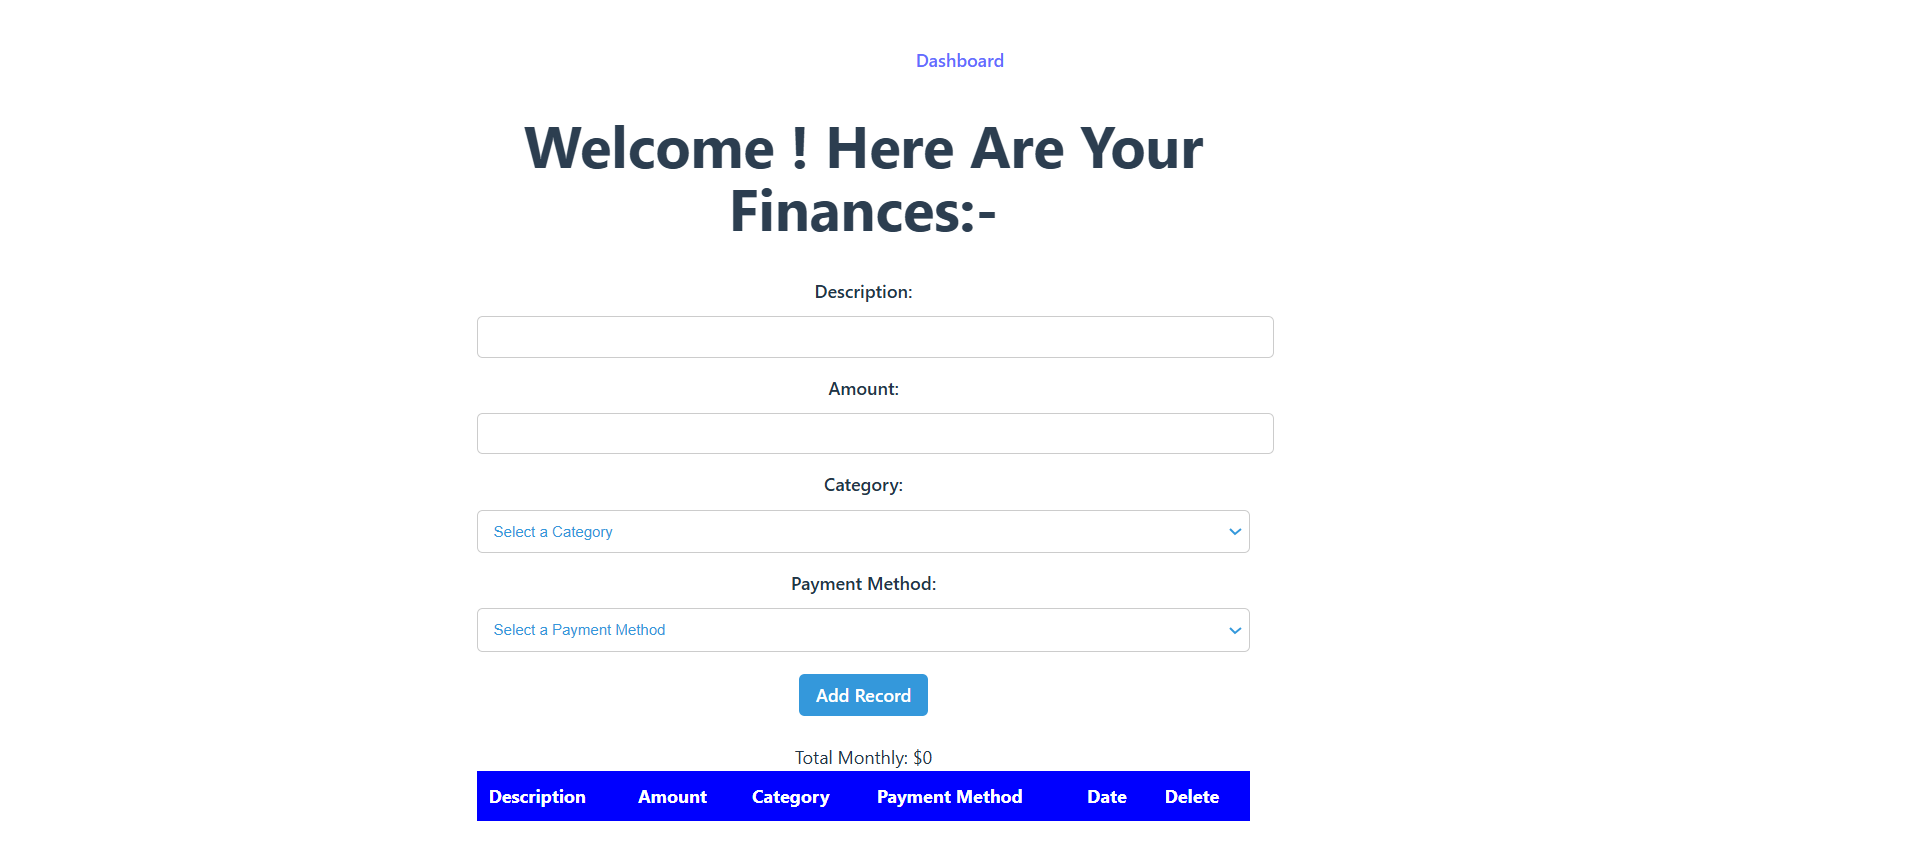 Dashboard
Welcome ! Here Are Your
Finances:-
Description:
Amount:
Category:
Select a Category
Payment Method:
Select a Payment Method
Add Record
Total Monthly: $0
Description Amount Category Payment Method Date Delete